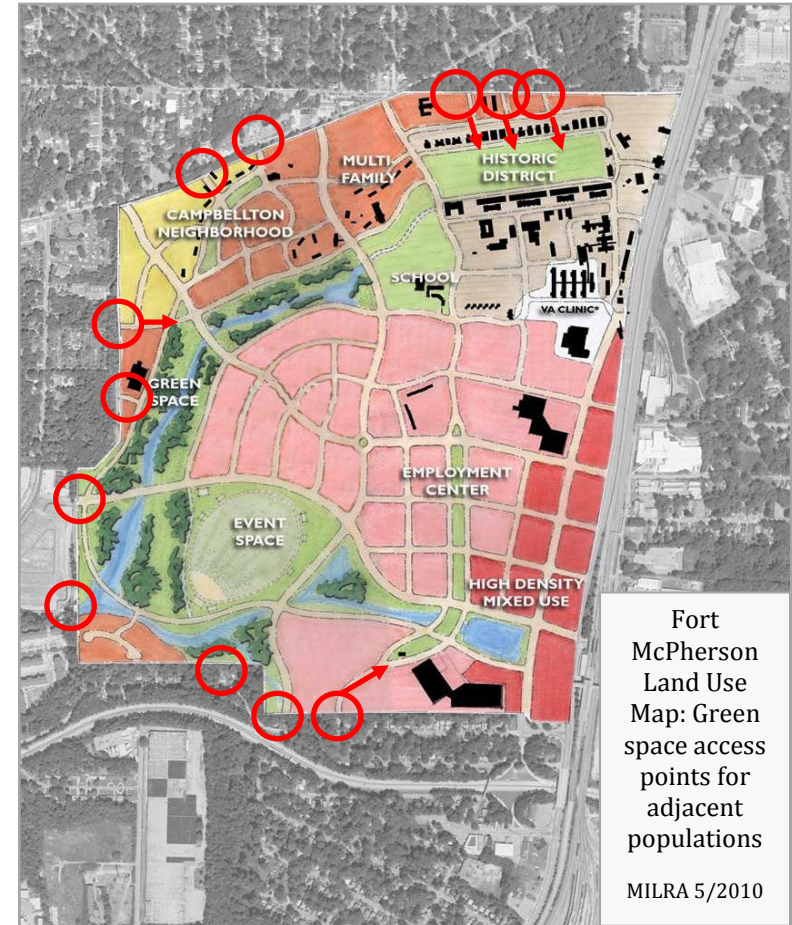 MULTI
FAMILY
HISTORIC
DISTRICT
CAMPBELLTON
NEIGHBORHOOD
SCHOOL
VA CLINIC*
GREEN
SPACE
EMPLOYMENT
CENTER
EVENT
SPACE
HIGH DENSITY
MIXED USE
Fort
McPherson
Land Use
Map: Green
space access
points for
adjacent
populations
MILRA 5/2010